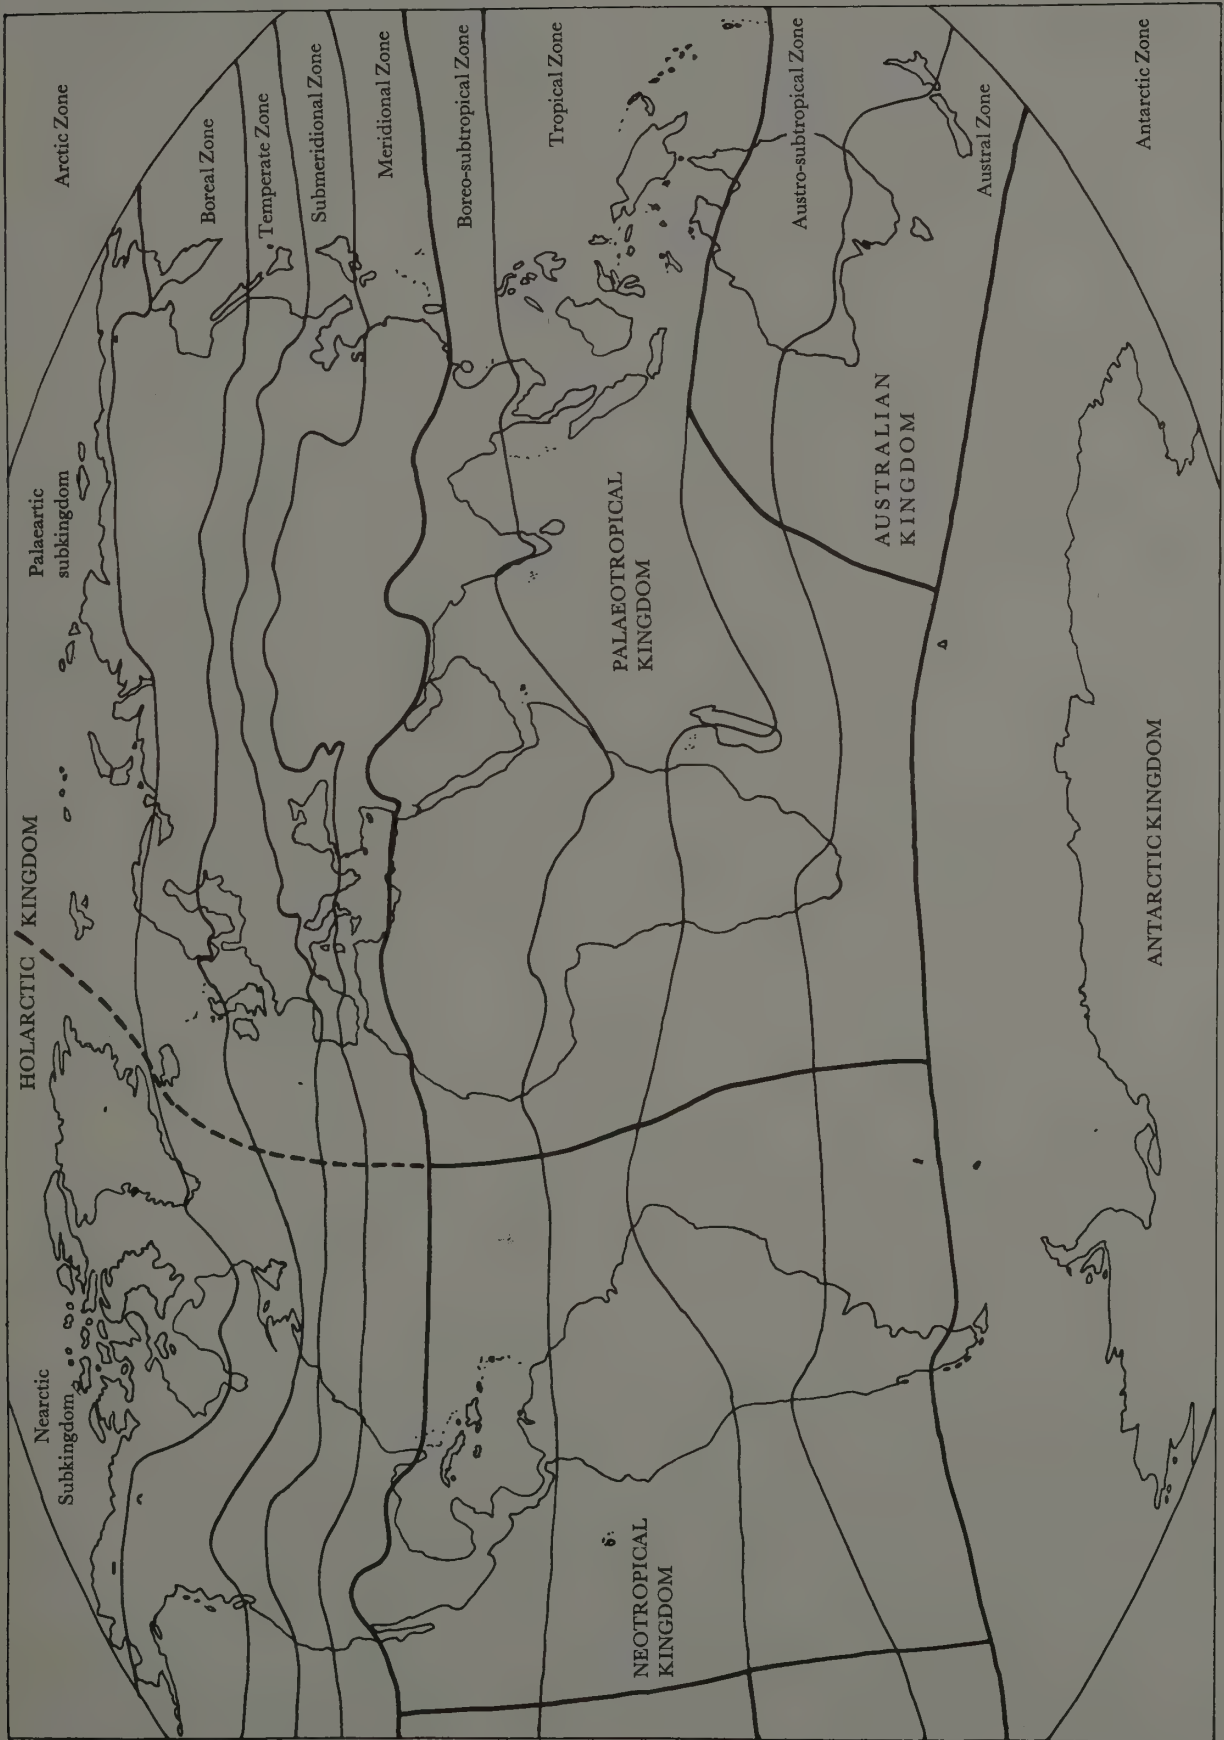 HOLARCTIC / KINGDOM
Nearctic
Subkingdom
Palaeartic
subkingdom
Arctic Zone
Boreal Zone
Temperate Zone
Submeridional Zone
Meridional Zone
Boreo-subtropical Zone
Tropical Zone
Austro-subtropical Zone
Austral Zone
Antarctic Zone
NEOTROPICAL
KINGDOM
PALAEOTROPICAL
KINGDOM
AUSTRALIAN
KINGDOM
ANTARCTIC KINGDOM